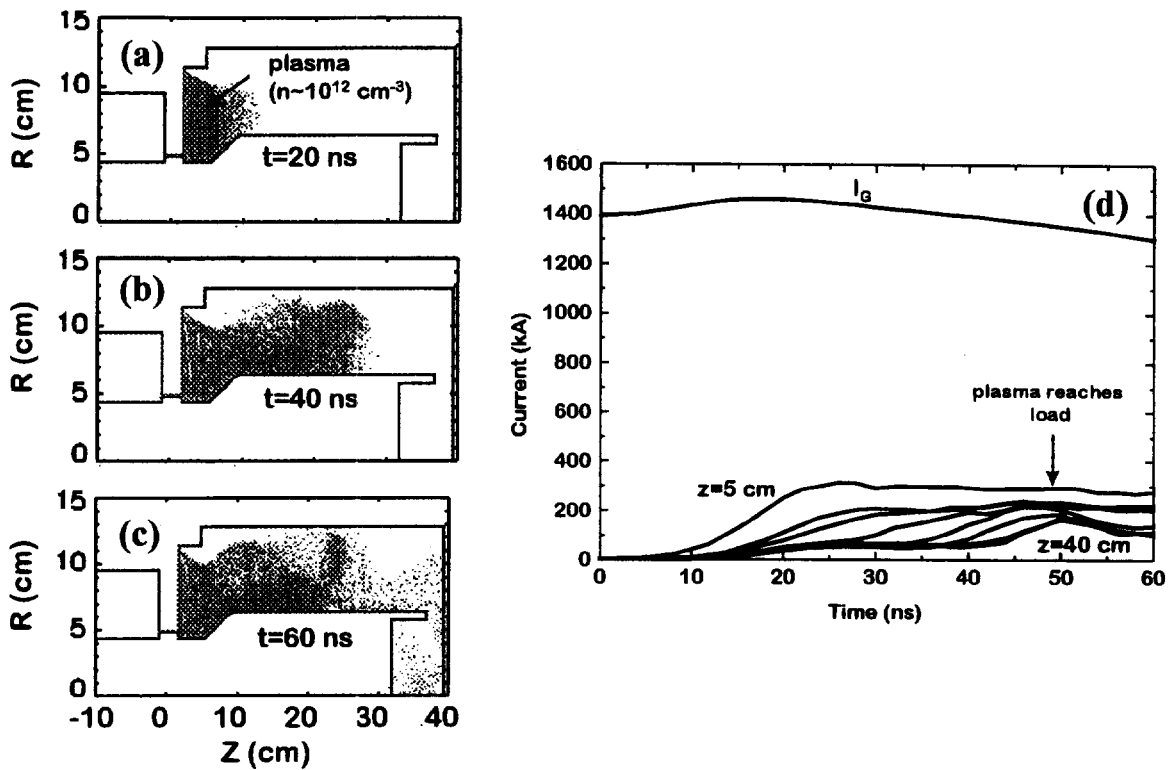 15
10
5
0
R (cm)
(a)
plasma
(n~10¹² cm⁻³)
t=20 ns
15
10
5
0
R (cm)
(b)
t=40 ns
15
10
5
0
R (cm)
(c)
t=60 ns
-10 0 10 20 30 40
Z (cm)
1600
1400
1200
1000
800
600
400
200
0
Current (kA)
I_G
(d)
plasma reaches
load
z=5 cm
z=40 cm
0 10 20 30 40 50 60
Time (ns)